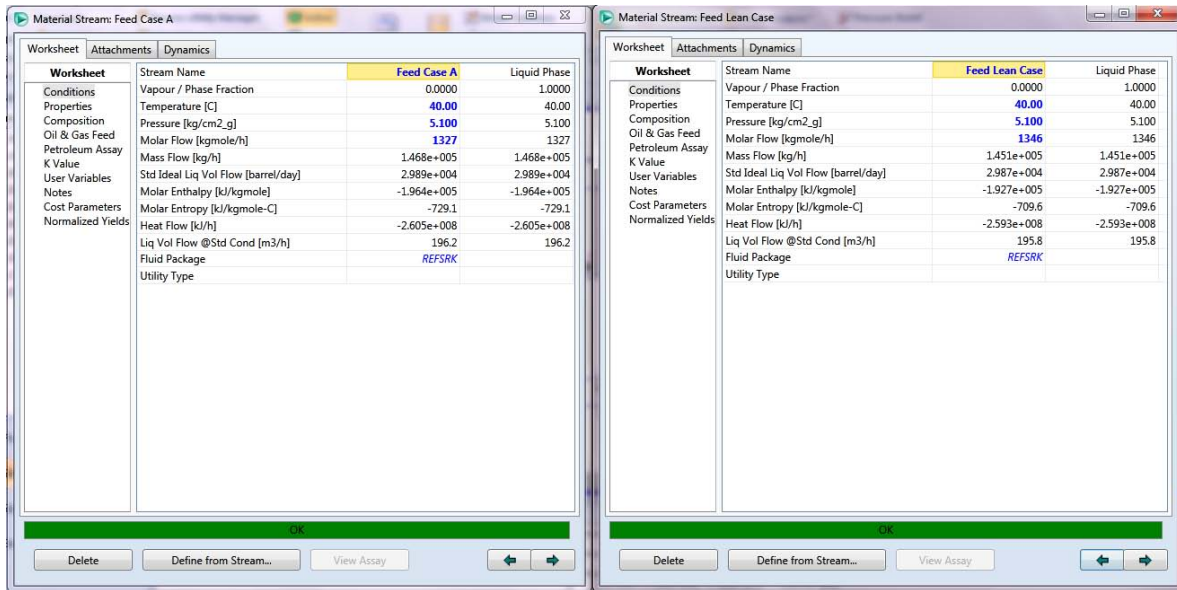 Material Stream: Feed Case A
Worksheet Attachments Dynamics
Worksheet
Conditions
Properties
Composition
Oil & Gas Feed
Petroleum Assay
K Value
User Variables
Notes
Cost Parameters
Normalized Yields
Stream Name Feed Case A Liquid Phase
Vapour / Phase Fraction 0.0000 1.0000
Temperature [C] 40.00 40.00
Pressure [kg/cm2_g] 5.100 5.100
Molar Flow [kgmole/h] 1327 1327
Mass Flow [kg/h] 1.468e+005 1.468e+005
Std Ideal Liq Vol Flow [barrel/day] 2.989e+004 2.989e+004
Molar Enthalpy [kJ/kgmole] -1.964e+005 -1.964e+005
Molar Entropy [kJ/kgmole-C] -729.1 -729.1
Heat Flow [kJ/h] -2.605e+008 -2.605e+008
Liq Vol Flow @Std Cond [m3/h] 196.2 196.2
Fluid Package REFSRK
Utility Type
OK
Delete Define from Stream... View Assay
Material Stream: Feed Lean Case
Worksheet Attachments Dynamics
Worksheet
Conditions
Properties
Composition
Oil & Gas Feed
Petroleum Assay
K Value
User Variables
Notes
Cost Parameters
Normalized Yields
Stream Name Feed Lean Case Liquid Phase
Vapour / Phase Fraction 0.0000 1.0000
Temperature [C] 40.00 40.00
Pressure [kg/cm2_g] 5.100 5.100
Molar Flow [kgmole/h] 1346 1346
Mass Flow [kg/h] 1.451e+005 1.451e+005
Std Ideal Liq Vol Flow [barrel/day] 2.987e+004 2.987e+004
Molar Enthalpy [kJ/kgmole] -1.927e+005 -1.927e+005
Molar Entropy [kJ/kgmole-C] -709.6 -709.6
Heat Flow [kJ/h] -2.593e+008 -2.593e+008
Liq Vol Flow @Std Cond [m3/h] 195.8 195.8
Fluid Package REFSRK
Utility Type
OK
Delete Define from Stream... View Assay